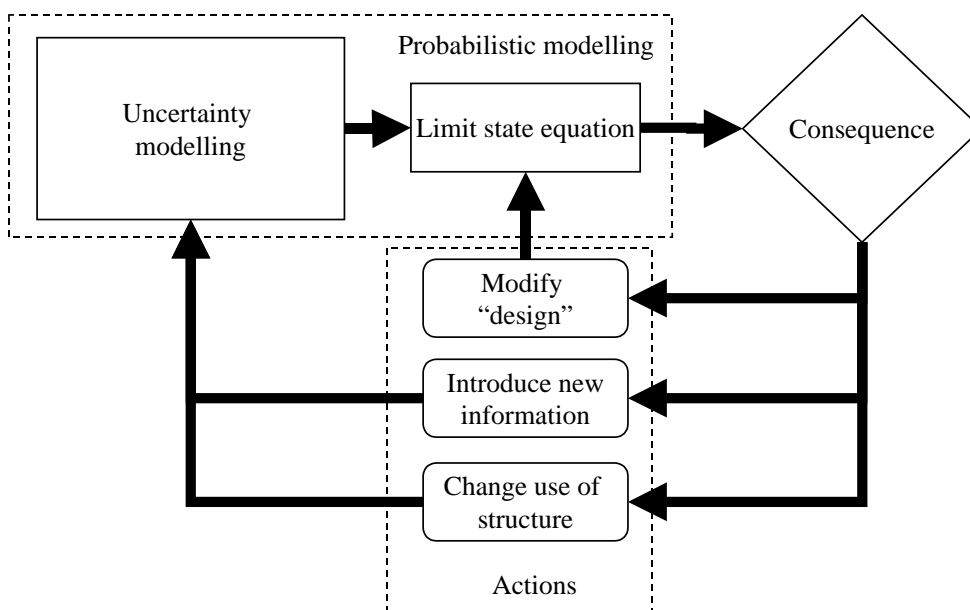 Probabilistic modelling
Uncertainty
modelling
Limit state equation
Consequence
Modify
“design”
Introduce new
information
Change use of
structure
Actions